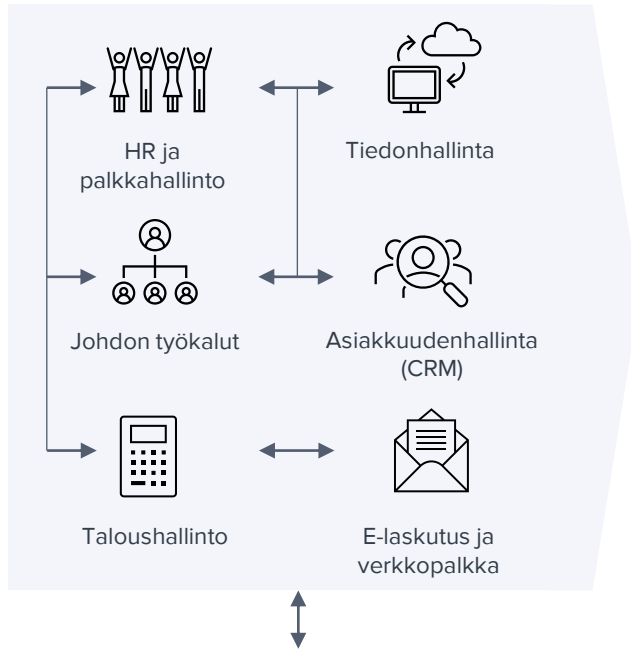 HR ja
palkkahallinto
Tiedonhallinta
Johdon työkalut
Asiakkuudenhallinta
(CRM)
Taloushallinto
E-laskutus ja
verkkopalkka